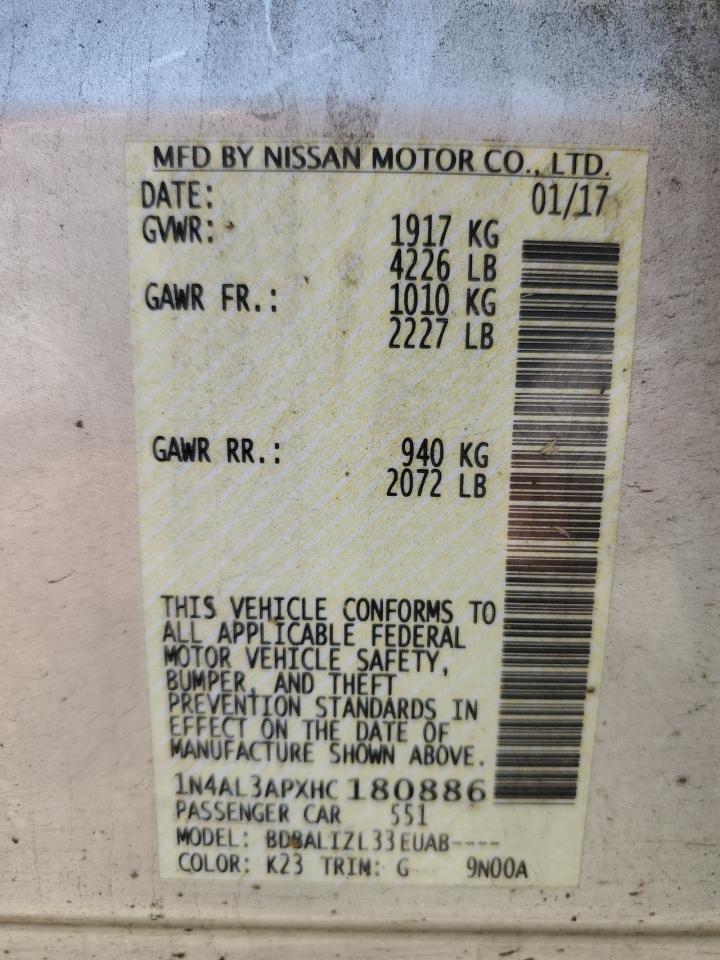 MFD BY NISSAN MOTOR CO., LTD.
DATE: 01/17
GVWR: 1917 KG
4226 LB
GAWR FR.: 1010 KG
2227 LB
GAWR RR.: 940 KG
2072 LB
THIS VEHICLE CONFORMS TO
ALL APPLICABLE FEDERAL
MOTOR VEHICLE SAFETY,
BUMPER, AND THEFT
PREVENTION STANDARDS IN
EFFECT ON THE DATE OF
MANUFACTURE SHOWN ABOVE.
1N4AL3APXHC180886
PASSENGER CAR 551
MODEL: BDBALIZL33EUAB----
COLOR: K23 TRIM: G 9N00A